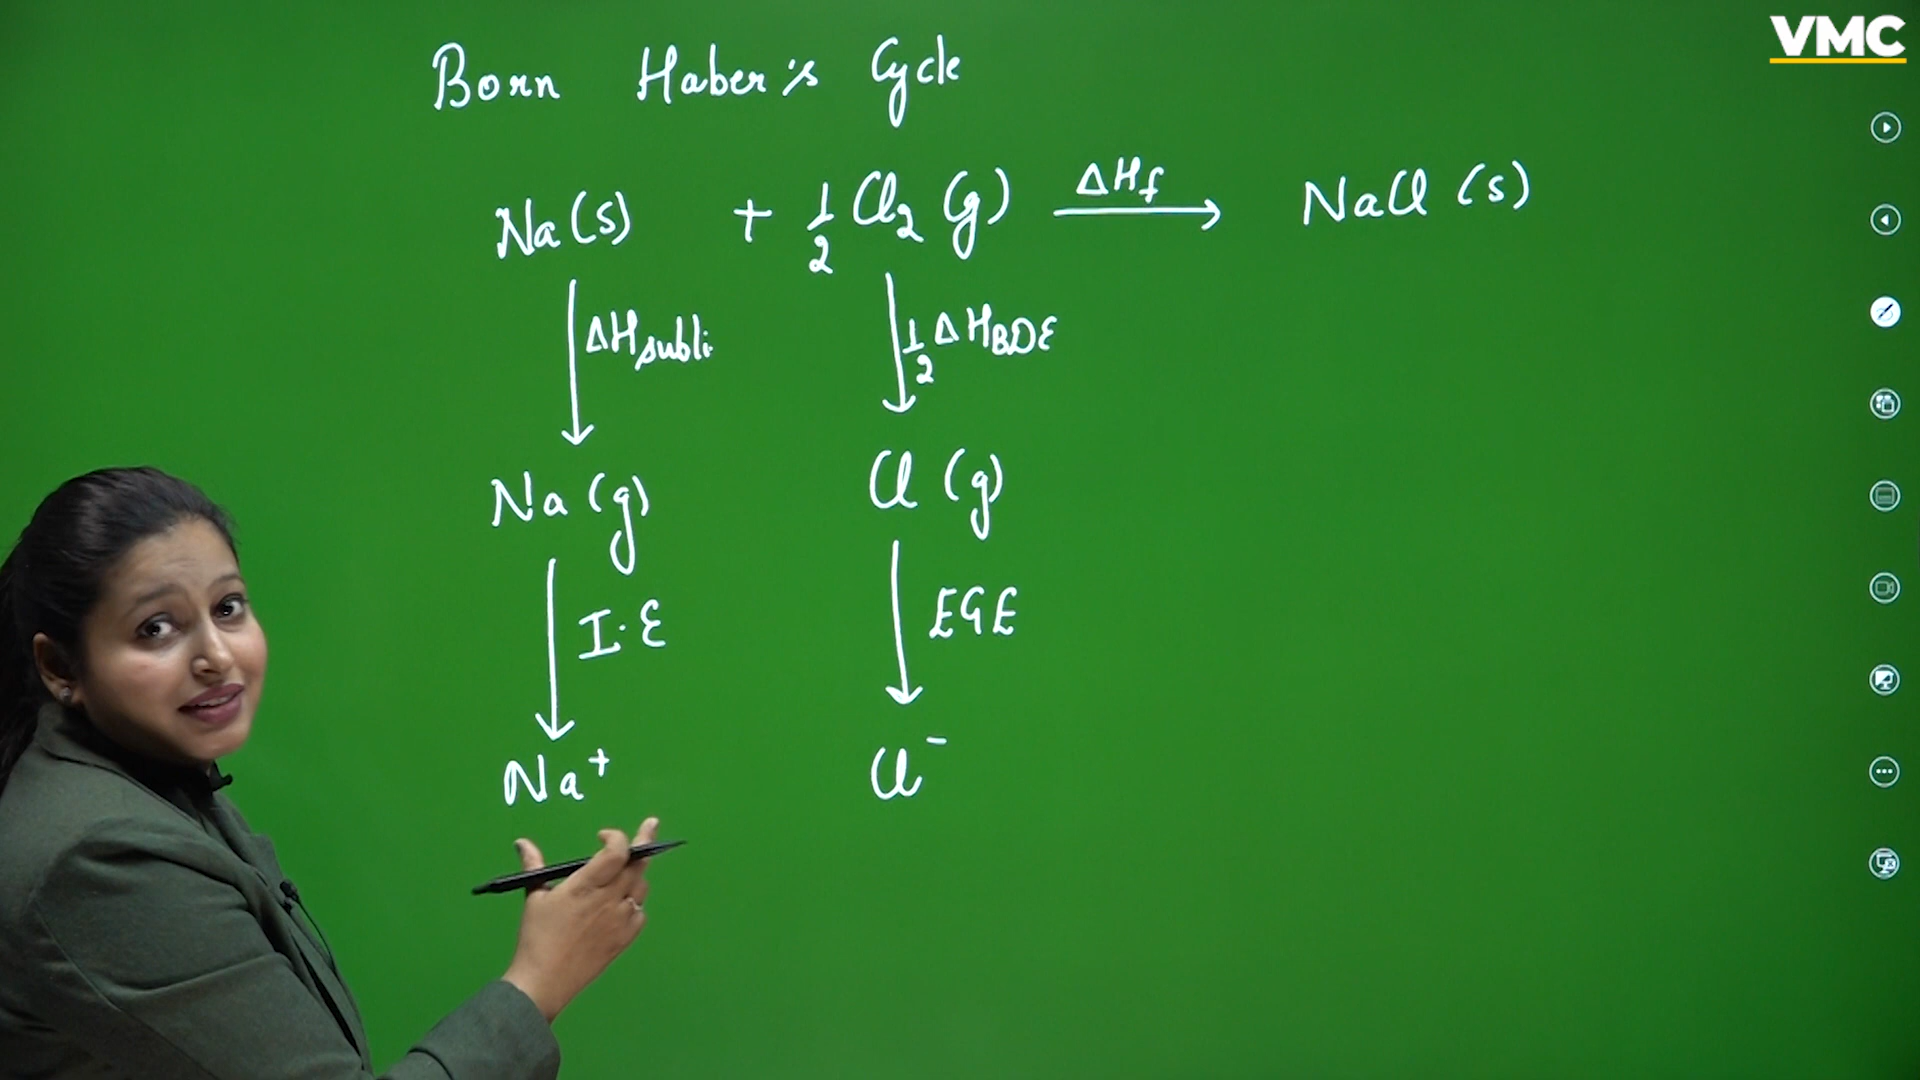 VMC
Born Haber's Cycle
Na(s) + 1/2 Cl₂ (g) ΔHf → NaCl (s)
ΔHsubli. 1/2 ΔHBDE
Na (g) Cl (g)
I.E EGE
Na⁺ Cl⁻